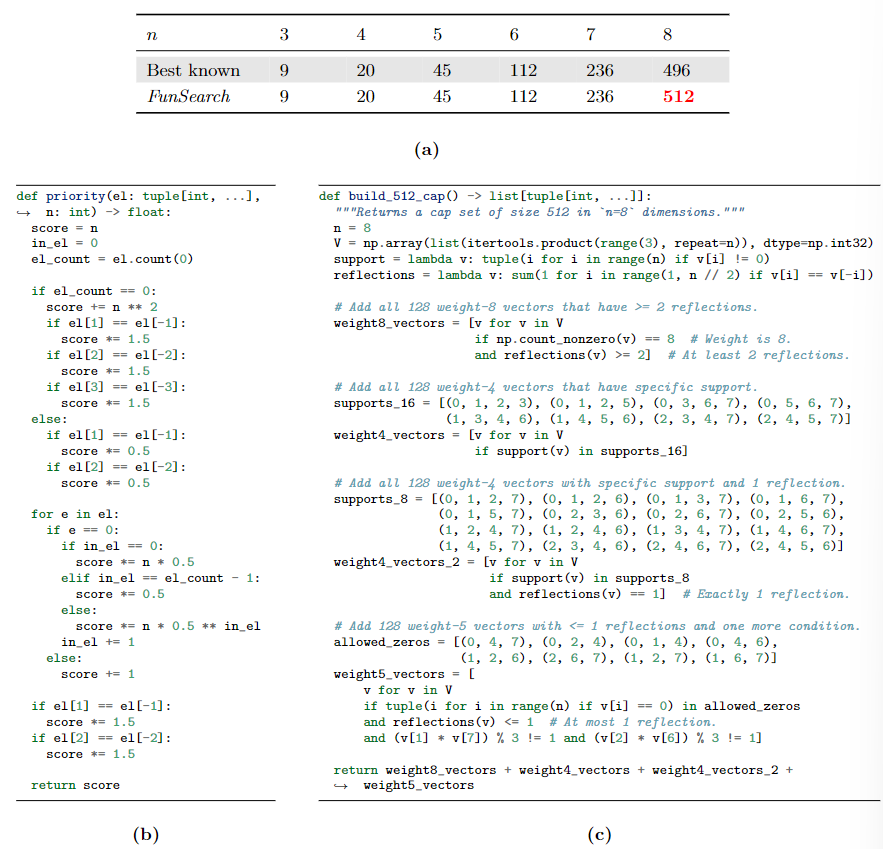 n 3 4 5 6 7 8
Best known 9 20 45 112 236 496
FunSearch 9 20 45 112 236 512
(a)
def priority(el: tuple[int, ...],
↪ n: int) -> float:
  score = n
  in_el = 0
  el_count = el.count(0)

  if el_count == 0:
    score += n ** 2
    if el[1] == el[-1]:
      score *= 1.5
    if el[2] == el[-2]:
      score *= 1.5
    if el[3] == el[-3]:
      score *= 1.5
  else:
    if el[1] == el[-1]:
      score *= 0.5
    if el[2] == el[-2]:
      score *= 0.5

  for e in el:
    if e == 0:
      if in_el == 0:
        score *= n * 0.5
      elif in_el == el_count - 1:
        score *= 0.5
      else:
        score *= n * 0.5 ** in_el
      in_el += 1
    else:
      score += 1

  if el[1] == el[-1]:
    score *= 1.5
  if el[2] == el[-2]:
    score *= 1.5

  return score
(b)
def build_512_cap() -> list[tuple[int, ...]]:
  """Returns a cap set of size 512 in `n=8` dimensions."""
  n = 8
  V = np.array(list(itertools.product(range(3), repeat=n)), dtype=np.int32)
  support = lambda v: tuple(i for i in range(n) if v[i] != 0)
  reflections = lambda v: sum(1 for i in range(1, n // 2) if v[i] == v[-i])

  # Add all 128 weight-8 vectors that have >= 2 reflections.
  weight8_vectors = [v for v in V
                     if np.count_nonzero(v) == 8  # Weight is 8.
                     and reflections(v) >= 2]  # At least 2 reflections.

  # Add all 128 weight-4 vectors that have specific support.
  supports_16 = [(0, 1, 2, 3), (0, 1, 2, 5), (0, 3, 6, 7), (0, 5, 6, 7),
                 (1, 3, 4, 6), (1, 4, 5, 6), (2, 3, 4, 7), (2, 4, 5, 7)]
  weight4_vectors = [v for v in V
                     if support(v) in supports_16]

  # Add all 128 weight-4 vectors with specific support and 1 reflection.
  supports_8 = [(0, 1, 2, 7), (0, 1, 2, 6), (0, 1, 3, 7), (0, 1, 6, 7),
                (0, 1, 5, 7), (0, 2, 3, 6), (0, 2, 6, 7), (0, 2, 5, 6),
                (1, 2, 4, 7), (1, 2, 4, 6), (1, 3, 4, 7), (1, 4, 6, 7),
                (1, 4, 5, 7), (2, 3, 4, 6), (2, 4, 6, 7), (2, 4, 5, 6)]
  weight4_vectors_2 = [v for v in V
                       if support(v) in supports_8
                       and reflections(v) == 1]  # Exactly 1 reflection.

  # Add 128 weight-5 vectors with <= 1 reflections and one more condition.
  allowed_zeros = [(0, 4, 7), (0, 2, 4), (0, 1, 4), (0, 4, 6),
                   (1, 2, 6), (2, 6, 7), (1, 2, 7), (1, 6, 7)]
  weight5_vectors = [
      v for v in V
      if tuple(i for i in range(n) if v[i] == 0) in allowed_zeros
      and reflections(v) <= 1  # At most 1 reflection.
      and (v[1] * v[7]) % 3 != 1 and (v[2] * v[6]) % 3 != 1]

  return weight8_vectors + weight4_vectors + weight4_vectors_2 +
  ↪ weight5_vectors
(c)